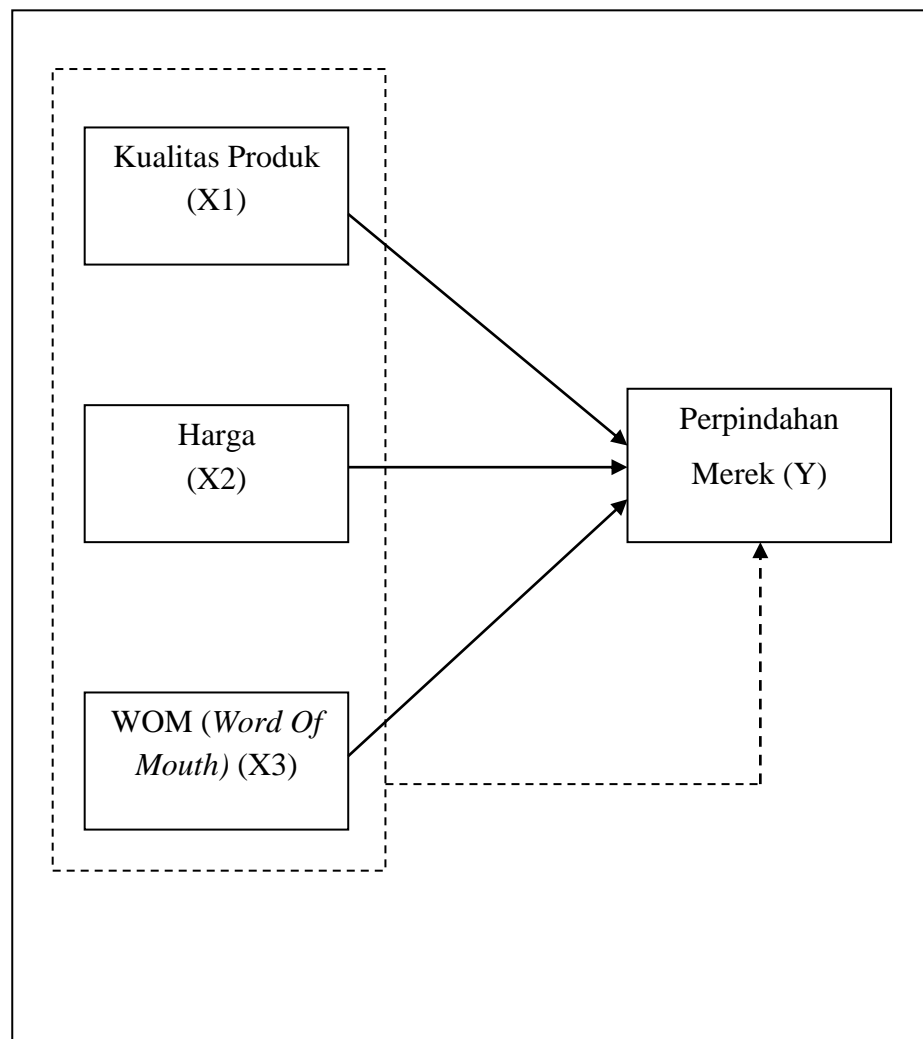 Kualitas Produk
(X1)
Harga
(X2)
WOM (Word Of
Mouth) (X3)
Perpindahan
Merek (Y)